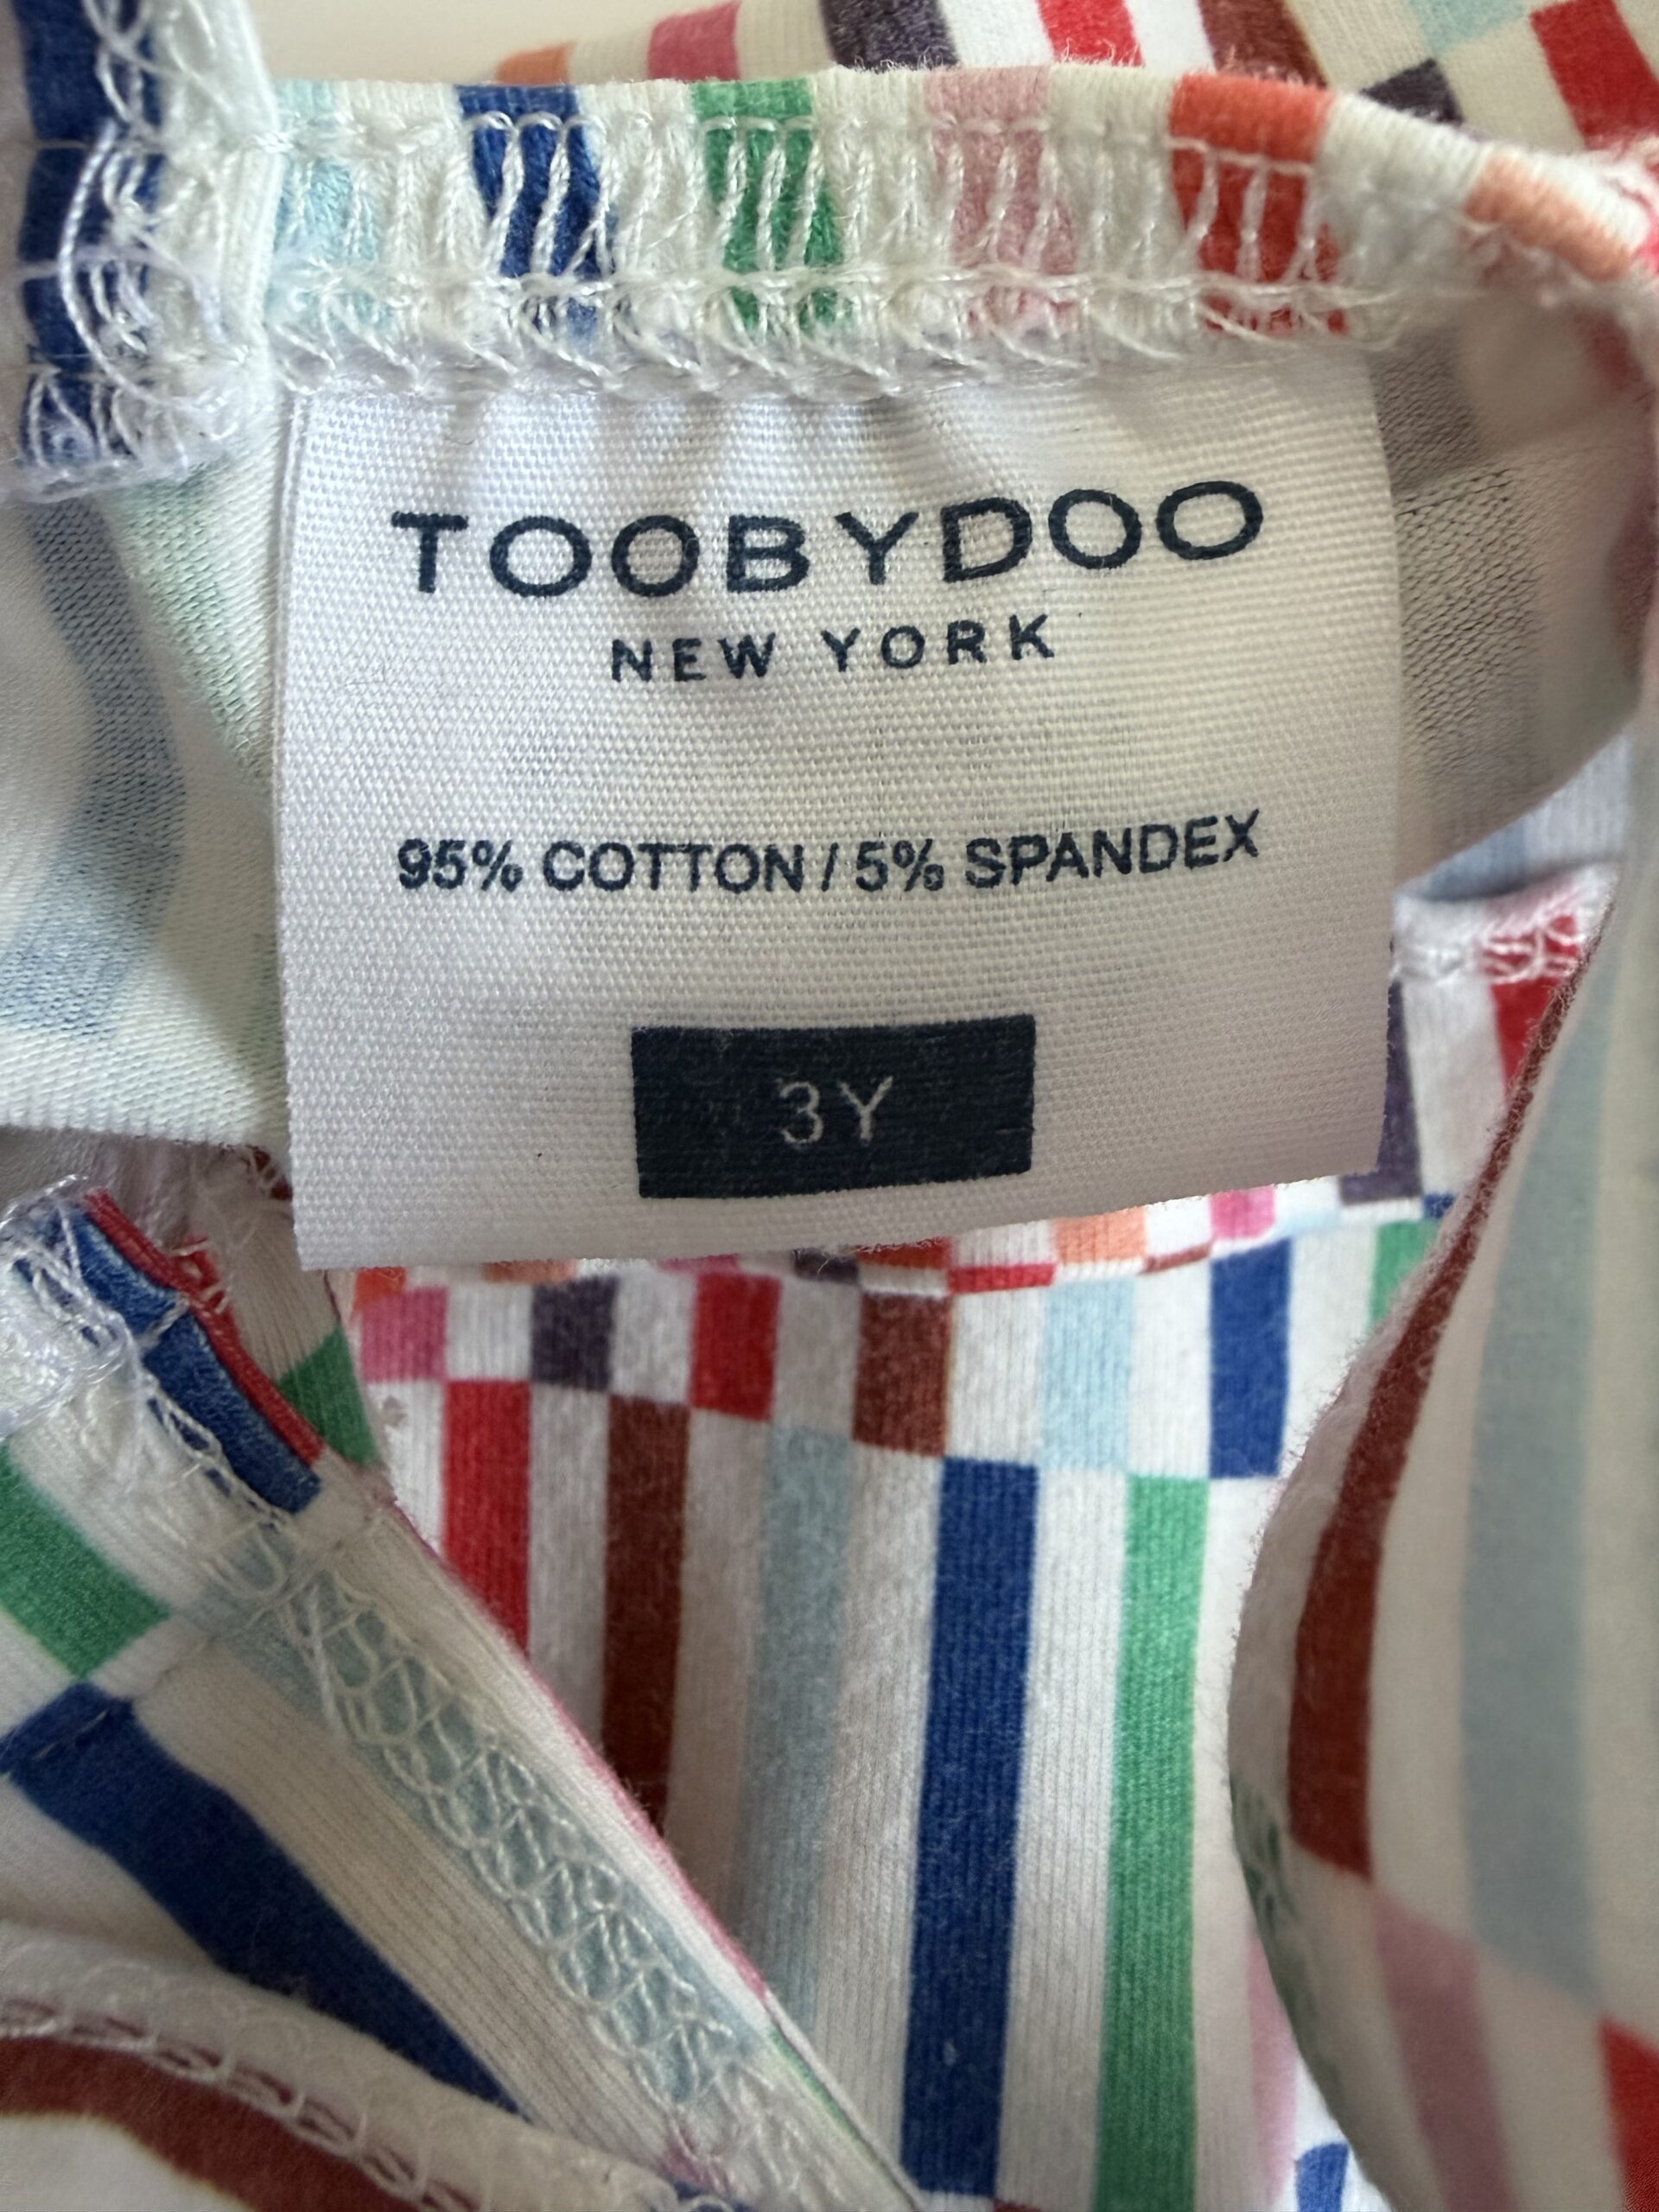 TOOBYDOO
NEW YORK
95% COTTON / 5% SPANDEX
3Y